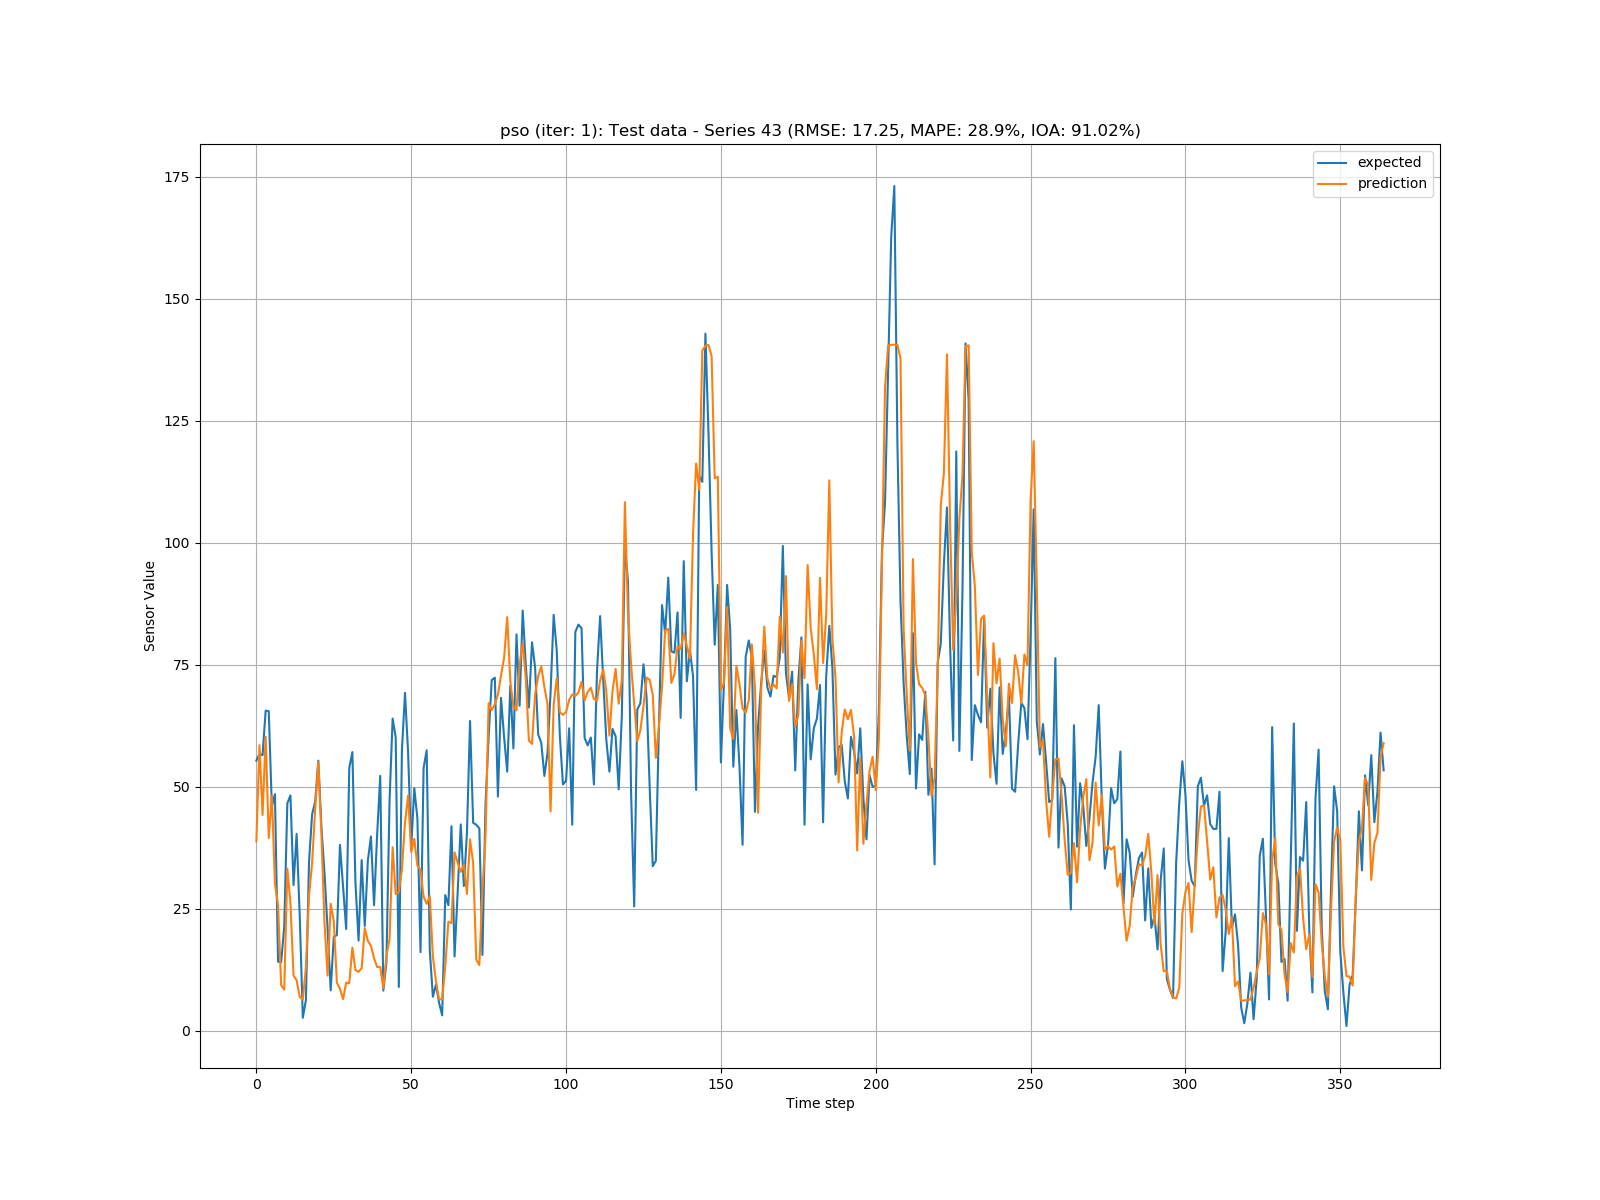 pso (iter: 1): Test data - Series 43 (RMSE: 17.25, MAPE: 28.9%, IOA: 91.02%)
expected
prediction
175
150
125
100
75
50
25
0
Sensor Value
0 50 100 150 200 250 300 350
Time step